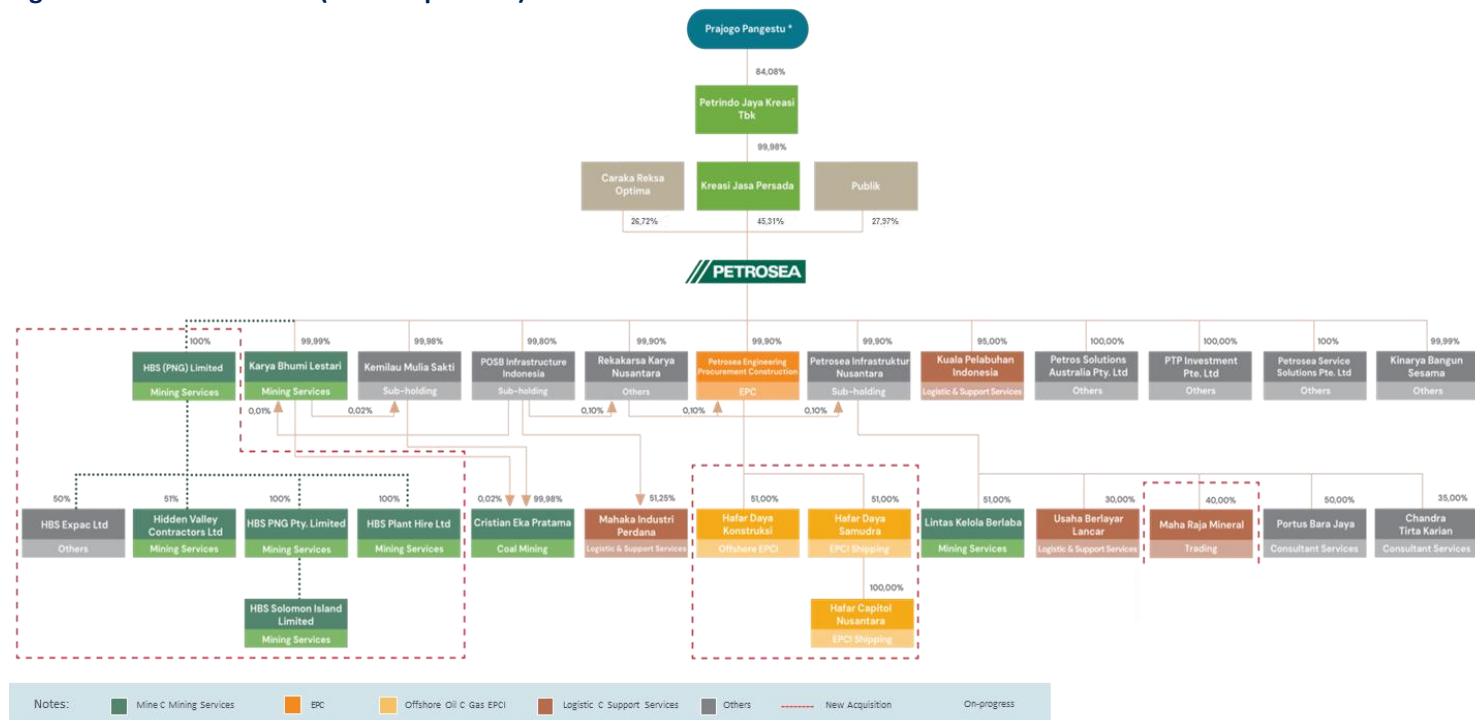 Prajogo Pangestu *
84,08%
Petrindo Jaya Kreasi
Tbk
99,98%
Caraka Reksa
Optima
Kreasi Jasa Persada
Publik
26,72%
45,31%
27,97%
PETROSEA
100%
99,99%
99,98%
99,80%
99,90%
99,90%
99,90%
95,00%
100,00%
100,00%
100%
99,99%
HBS (PNG) Limited
Mining Services
Karya Bhumi Lestari
Mining Services
Kemilau Mulia Sakti
Sub-holding
POSB Infrastructure
Indonesia
Sub-holding
Rekakarsa Karya
Nusantara
Others
Petrosea Engineering
Procurement Construction
EPC
Petrosea Infrastruktur
Nusantara
Sub-holding
Kuala Pelabuhan
Indonesia
Logistic & Support Services
Petros Solutions
Australia Pty. Ltd
Others
PTP Investment
Pte. Ltd
Others
Petrosea Service
Solutions Pte. Ltd
Others
Kinarya Bangun
Sesama
Others
0,01%
0,02%
0,10%
0,10%
0,10%
50%
51%
100%
100%
0,02%
99,98%
51,25%
51,00%
51,00%
51,00%
30,00%
40,00%
50,00%
35,00%
HBS Expac Ltd
Others
Hidden Valley
Contractors Ltd
Mining Services
HBS PNG Pty. Limited
Mining Services
HBS Plant Hire Ltd
Mining Services
Cristian Eka Pratama
Coal Mining
Mahaka Industri
Perdana
Logistic & Support Services
Hafar Daya
Konstruksi
Offshore EPCI
Hafar Daya
Samudra
EPCI Shipping
Lintas Kelola Berlaba
Mining Services
Usaha Berlayar
Lancar
Logistic & Support Services
Maha Raja Mineral
Trading
Portus Bara Jaya
Consultant Services
Chandra
Tirta Karian
Consultant Services
100,00%
HBS Solomon Island
Limited
Mining Services
Hafar Capitol
Nusantara
EPCI Shipping
Notes:
Mine C Mining Services
EPC
Offshore Oil C Gas EPCI
Logistic C Support Services
Others
New Acquisition
On-progress